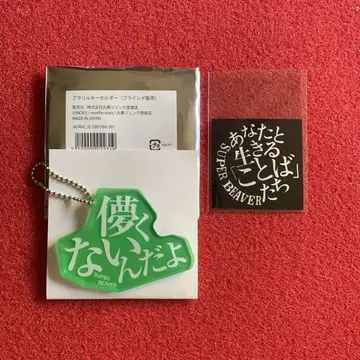 アクリルキーホルダー（ブラインド販売）
MADE IN JAPAN
儚く
ないんだよ
SUPER
BEAVER
あなたと
生きる
「ことば」
たち
SUPER BEAVER